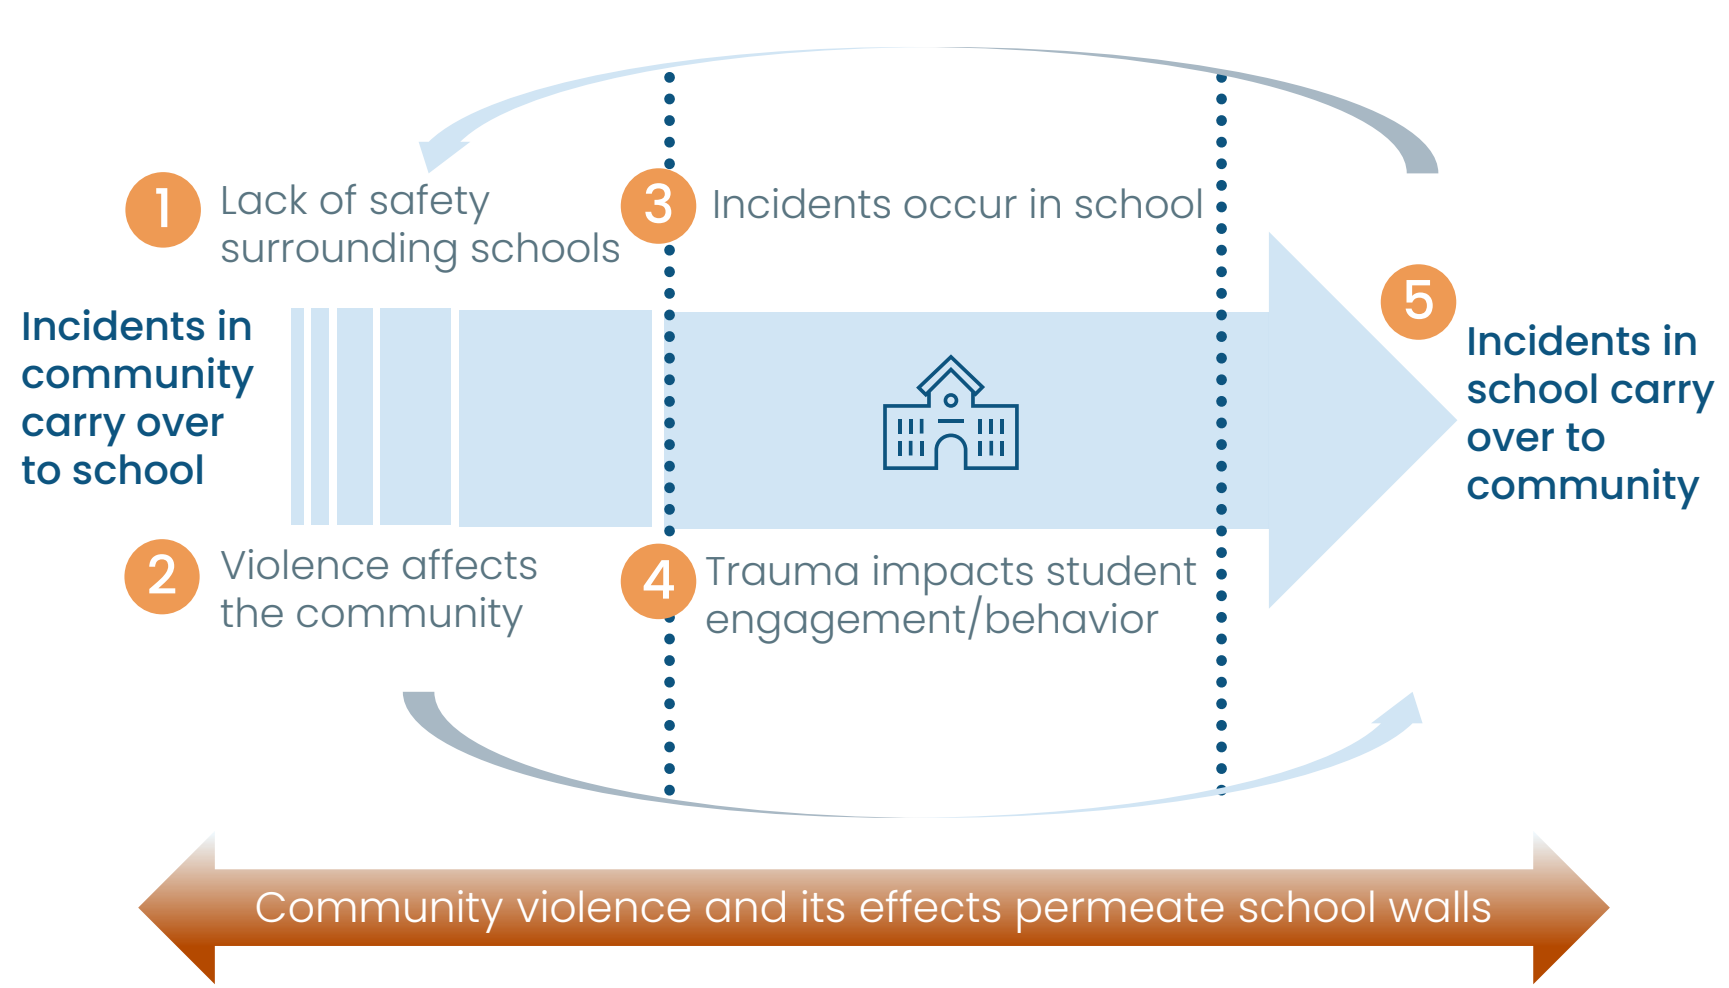 1
Lack of safety
surrounding schools
3
Incidents occur in school
Incidents in
community
carry over
to school
5
Incidents in
school carry
over to
community
2
Violence affects
the community
4
Trauma impacts student
engagement/behavior
Community violence and its effects permeate school walls